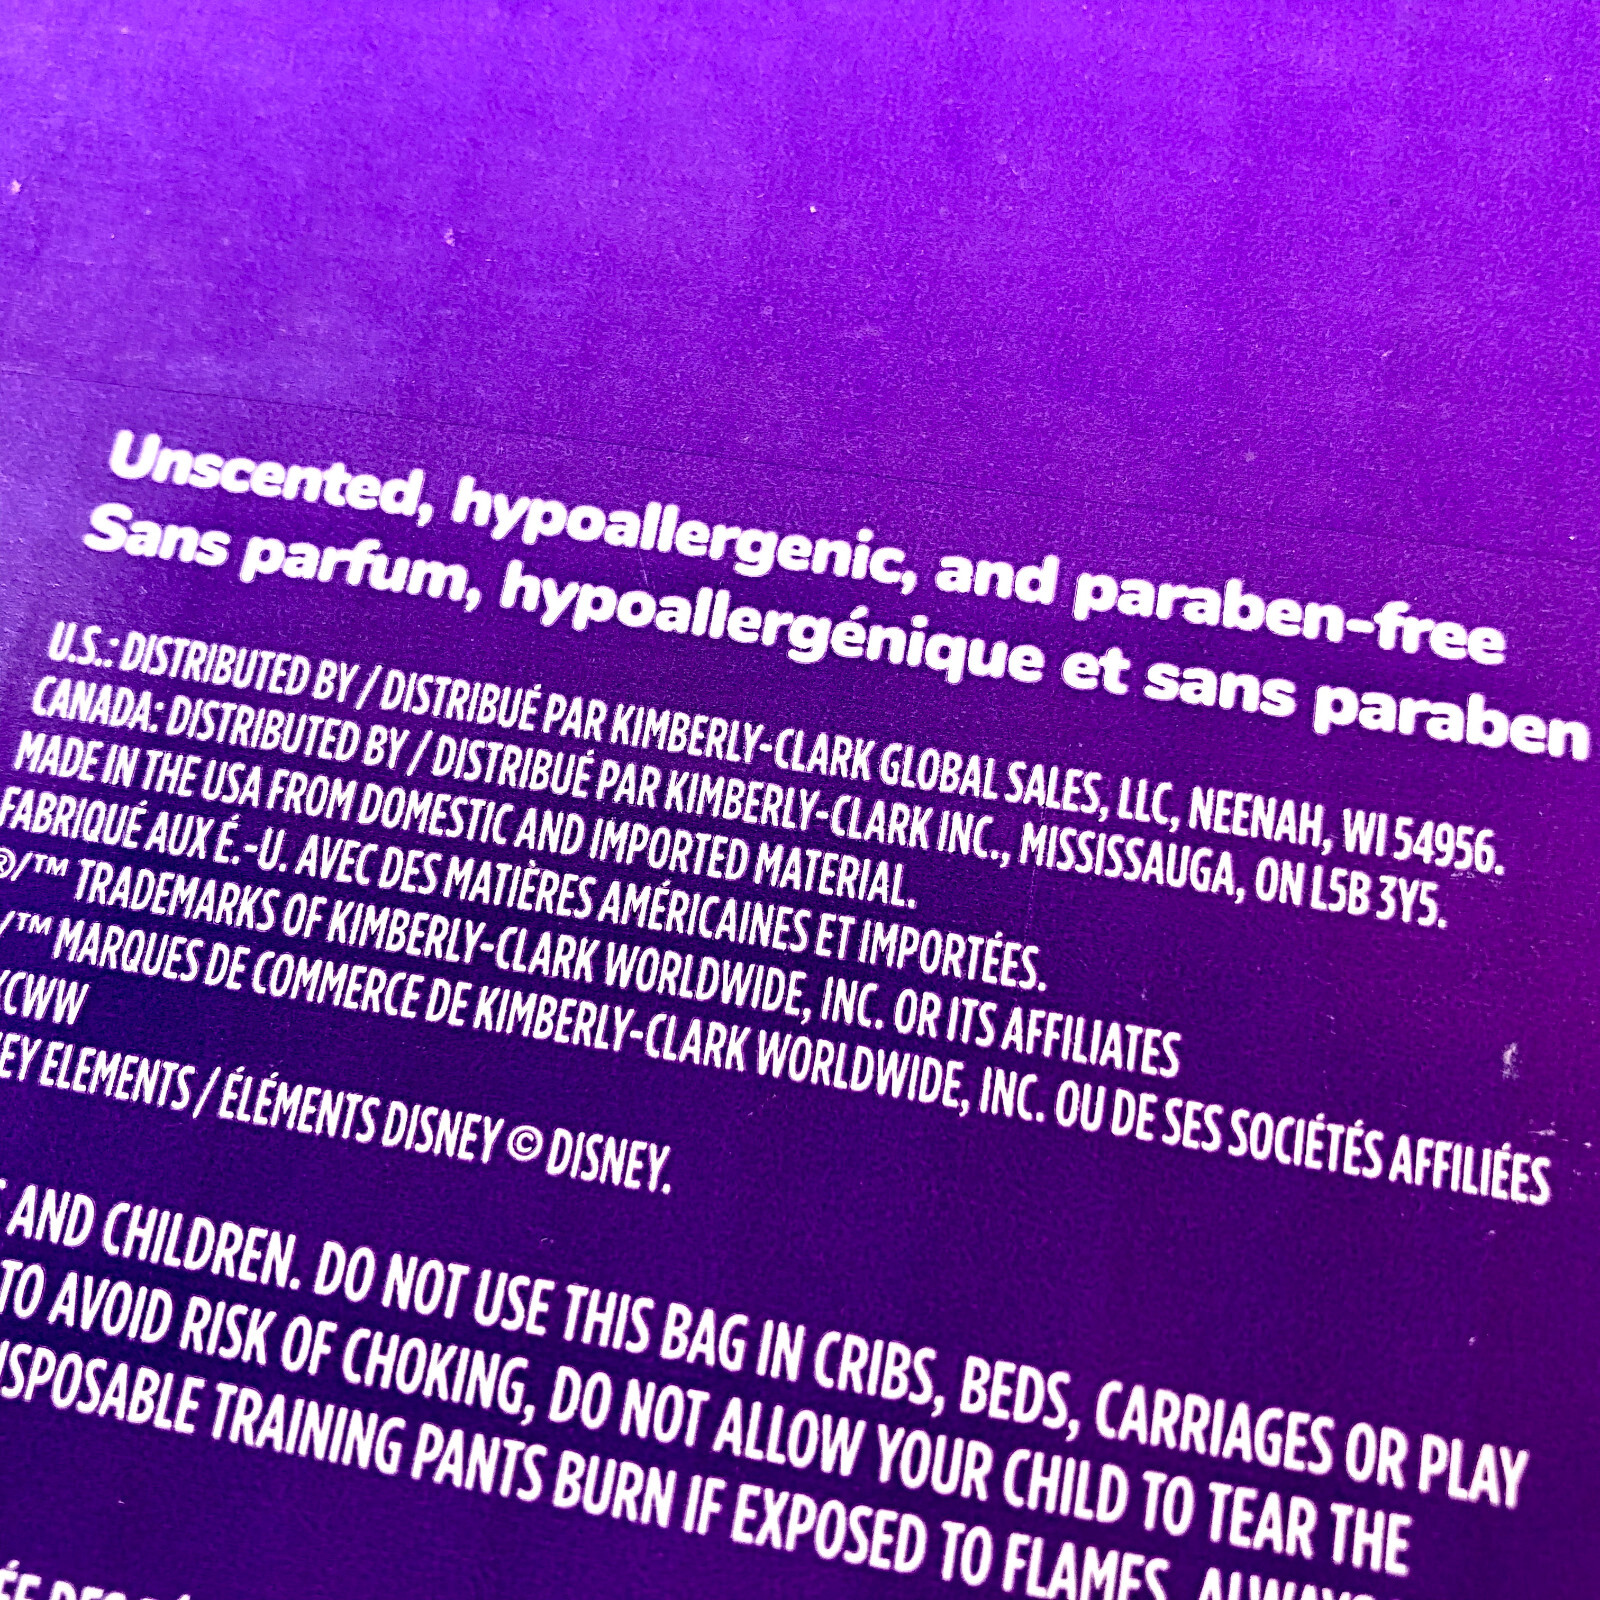 Unscented, hypoallergenic, and paraben-free
Sans parfum, hypoallergénique et sans paraben
U.S.: DISTRIBUTED BY / DISTRIBUÉ PAR KIMBERLY-CLARK GLOBAL SALES, LLC, NEENAH, WI 54956.
CANADA: DISTRIBUTED BY / DISTRIBUÉ PAR KIMBERLY-CLARK INC., MISSISSAUGA, ON L5B 3Y5.
MADE IN THE USA FROM DOMESTIC AND IMPORTED MATERIAL.
FABRIQUÉ AUX É.-U. AVEC DES MATIÈRES AMÉRICAINES ET IMPORTÉES.
®/™ TRADEMARKS OF KIMBERLY-CLARK WORLDWIDE, INC. OR ITS AFFILIATES
/™ MARQUES DE COMMERCE DE KIMBERLY-CLARK WORLDWIDE, INC. OU DE SES SOCIÉTÉS AFFILIÉES
KCWW
EY ELEMENTS / ÉLÉMENTS DISNEY © DISNEY.
AND CHILDREN. DO NOT USE THIS BAG IN CRIBS, BEDS, CARRIAGES OR PLAY
TO AVOID RISK OF CHOKING, DO NOT ALLOW YOUR CHILD TO TEAR THE
ISPOSABLE TRAINING PANTS BURN IF EXPOSED TO FLAMES. ALWAYS